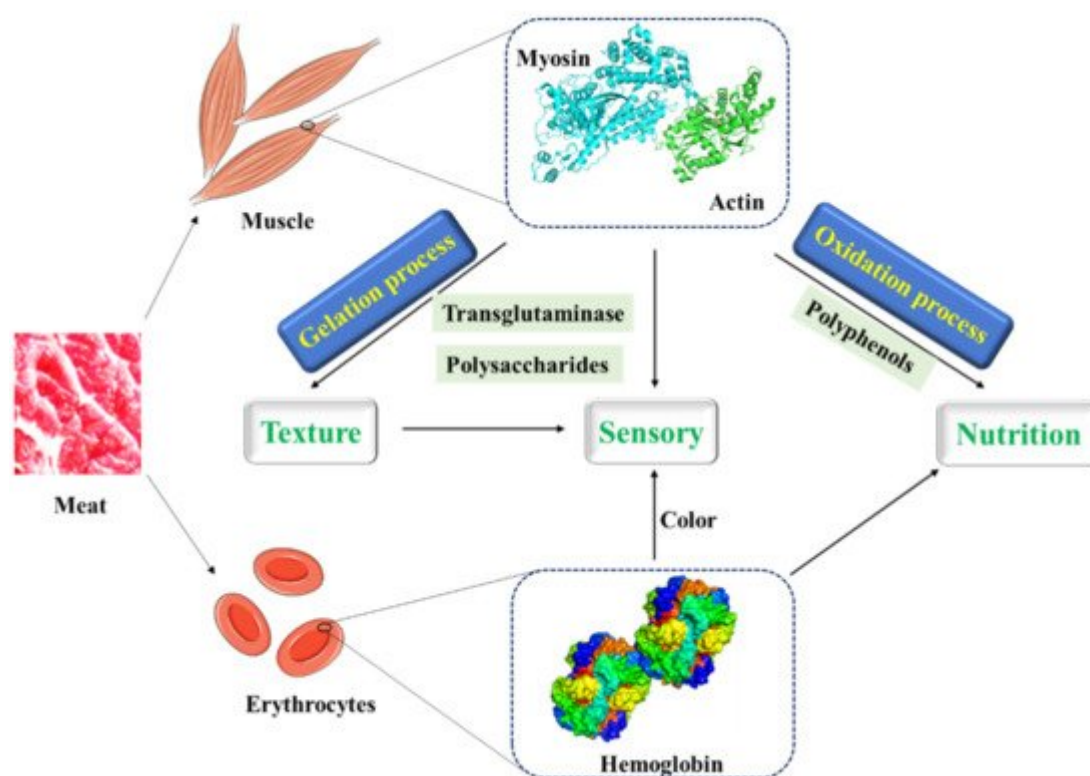 Myosin
Actin
Muscle
Gelation process
Oxidation process
Transglutaminase
Polyphenols
Polysaccharides
Texture
Sensory
Nutrition
Meat
Color
Erythrocytes
Hemoglobin